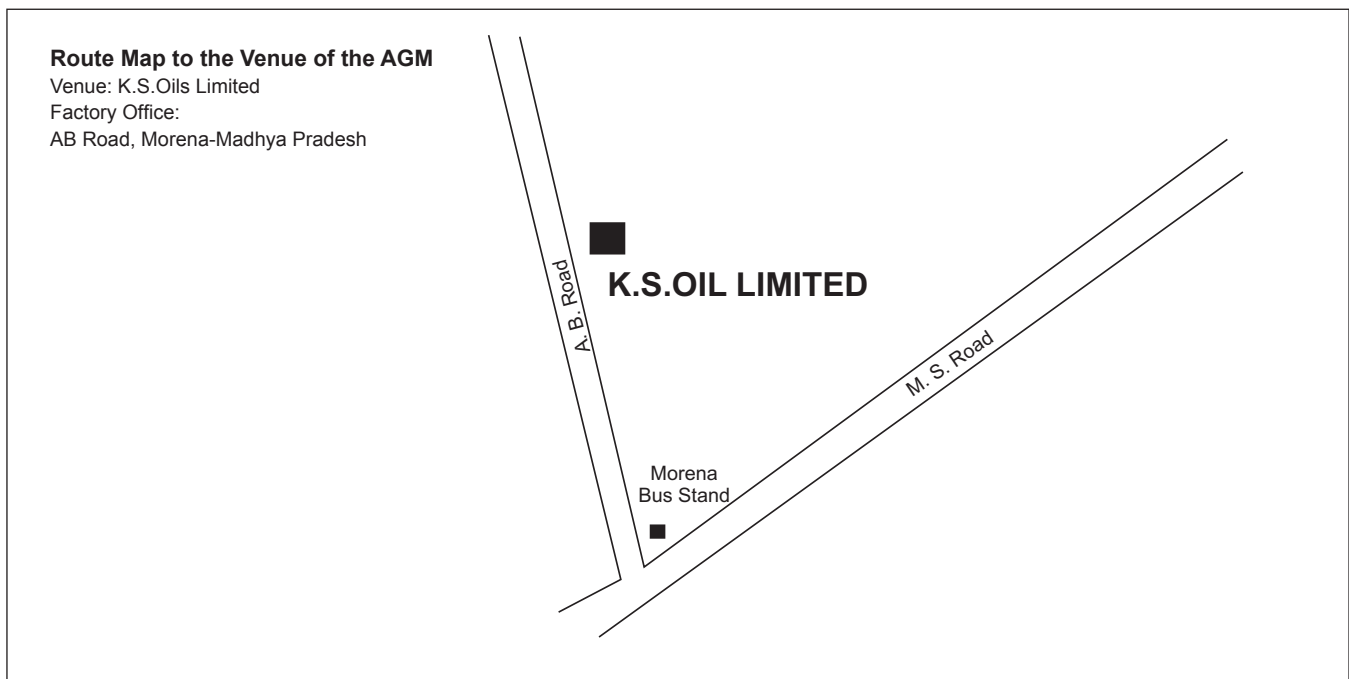 Route Map to the Venue of the AGM
Venue: K.S.Oils Limited
Factory Office:
AB Road, Morena-Madhya Pradesh
K.S.OIL LIMITED
A. B. Road
M. S. Road
Morena
Bus Stand